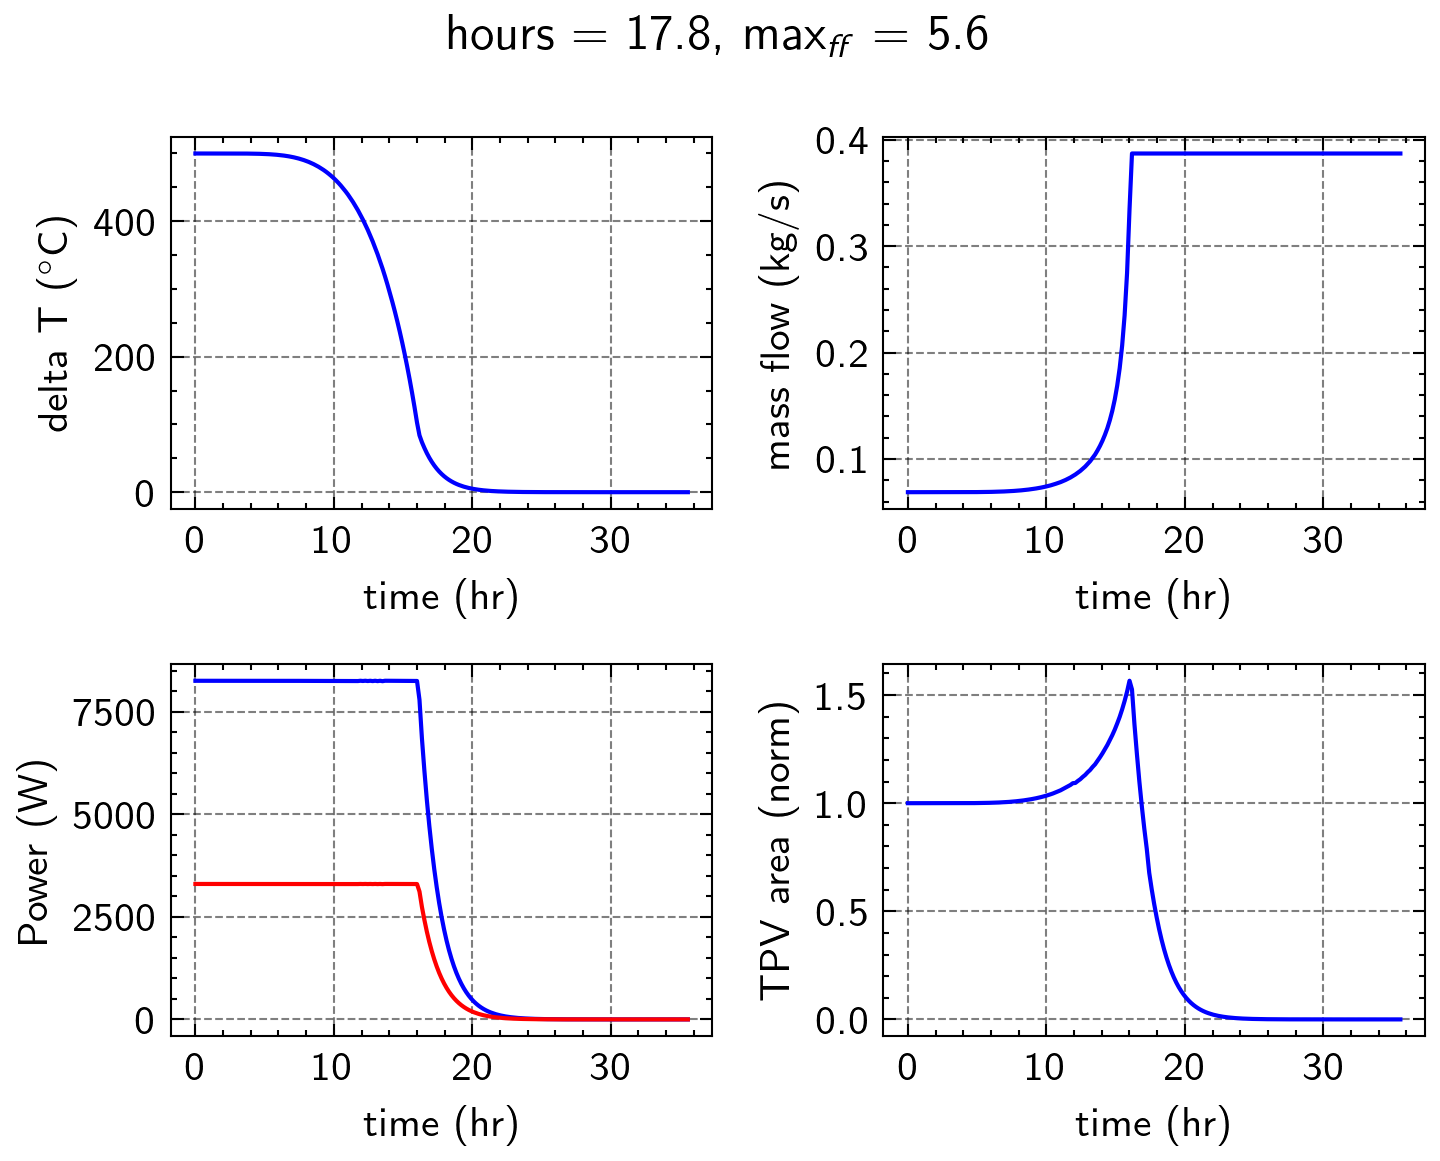 hours = 17.8, max_ff = 5.6
delta T (°C)
400
200
0
0 10 20 30
time (hr)
mass flow (kg/s)
0.4
0.3
0.2
0.1
0 10 20 30
time (hr)
Power (W)
7500
5000
2500
0
0 10 20 30
time (hr)
TPV area (norm)
1.5
1.0
0.5
0.0
0 10 20 30
time (hr)